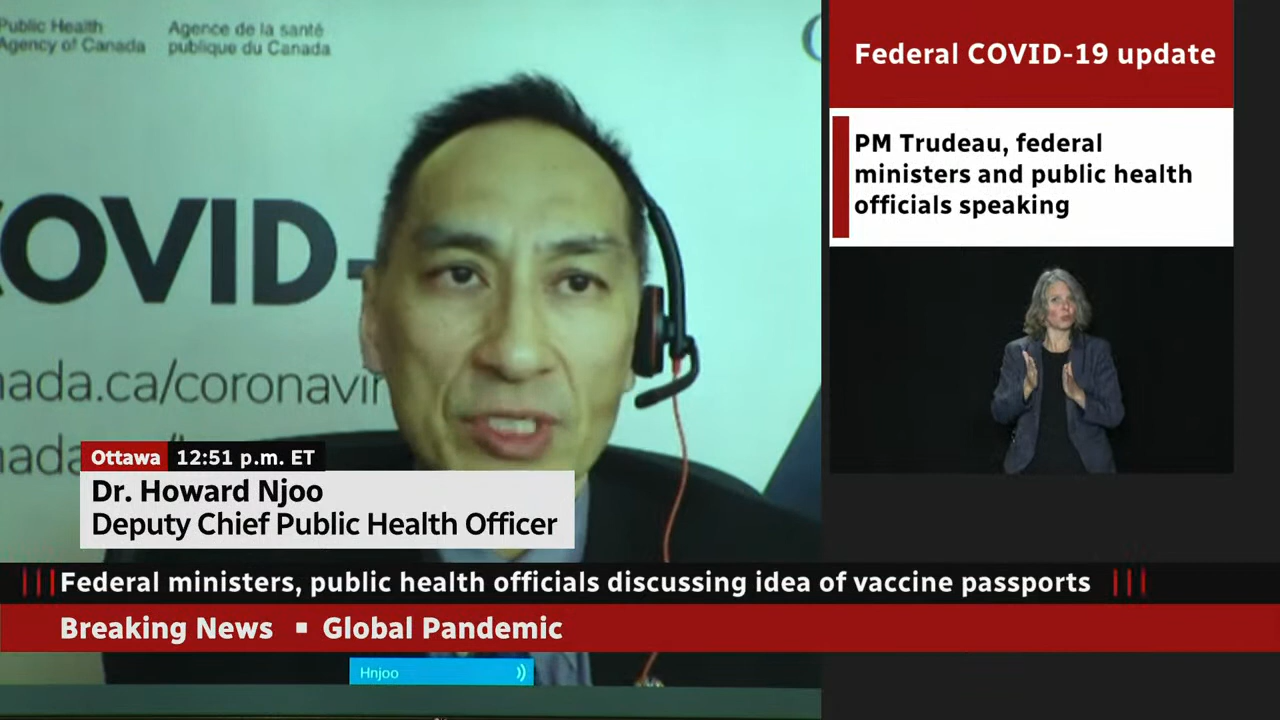 Public Health
Agency of Canada
Agence de la santé
publique du Canada
COVID-
nada.ca/coronavir
nada
Ottawa 12:51 p.m. ET
Dr. Howard Njoo
Deputy Chief Public Health Officer
Federal COVID-19 update
PM Trudeau, federal
ministers and public health
officials speaking
Federal ministers, public health officials discussing idea of vaccine passports
Breaking News ▪ Global Pandemic
Hnjoo